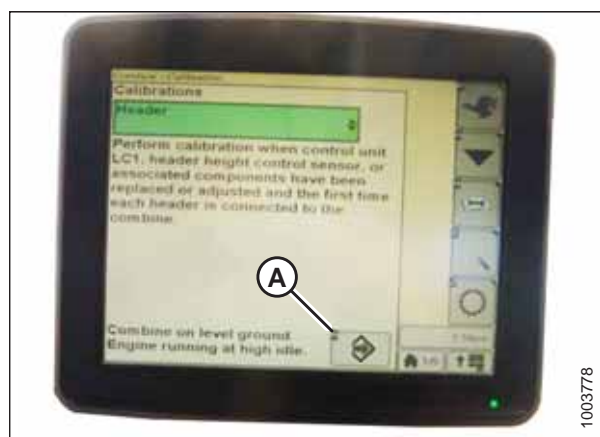 Combine - Calibration
Calibrations
Header
Perform calibration when control unit
LC1, header height control sensor, or
associated components have been
replaced or adjusted and the first time
each header is connected to the
combine.
A
Combine on level ground.
Engine running at high idle.
1003778